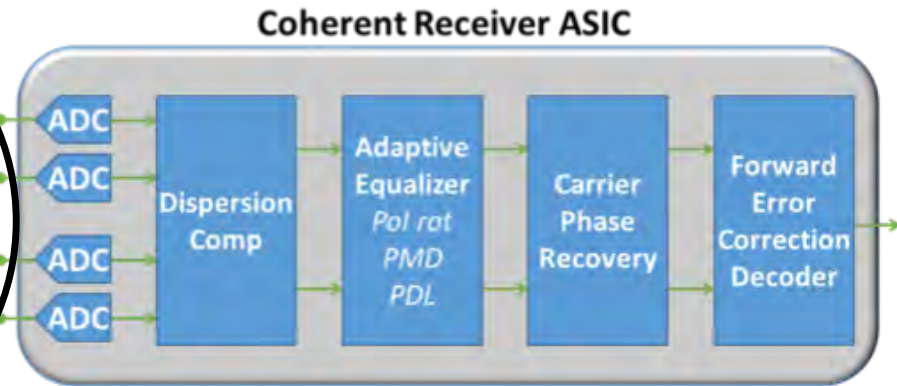 Coherent Receiver ASIC
ADC
ADC
ADC
ADC
Dispersion
Comp
Adaptive
Equalizer
Pol rot
PMD
PDL
Carrier
Phase
Recovery
Forward
Error
Correction
Decoder